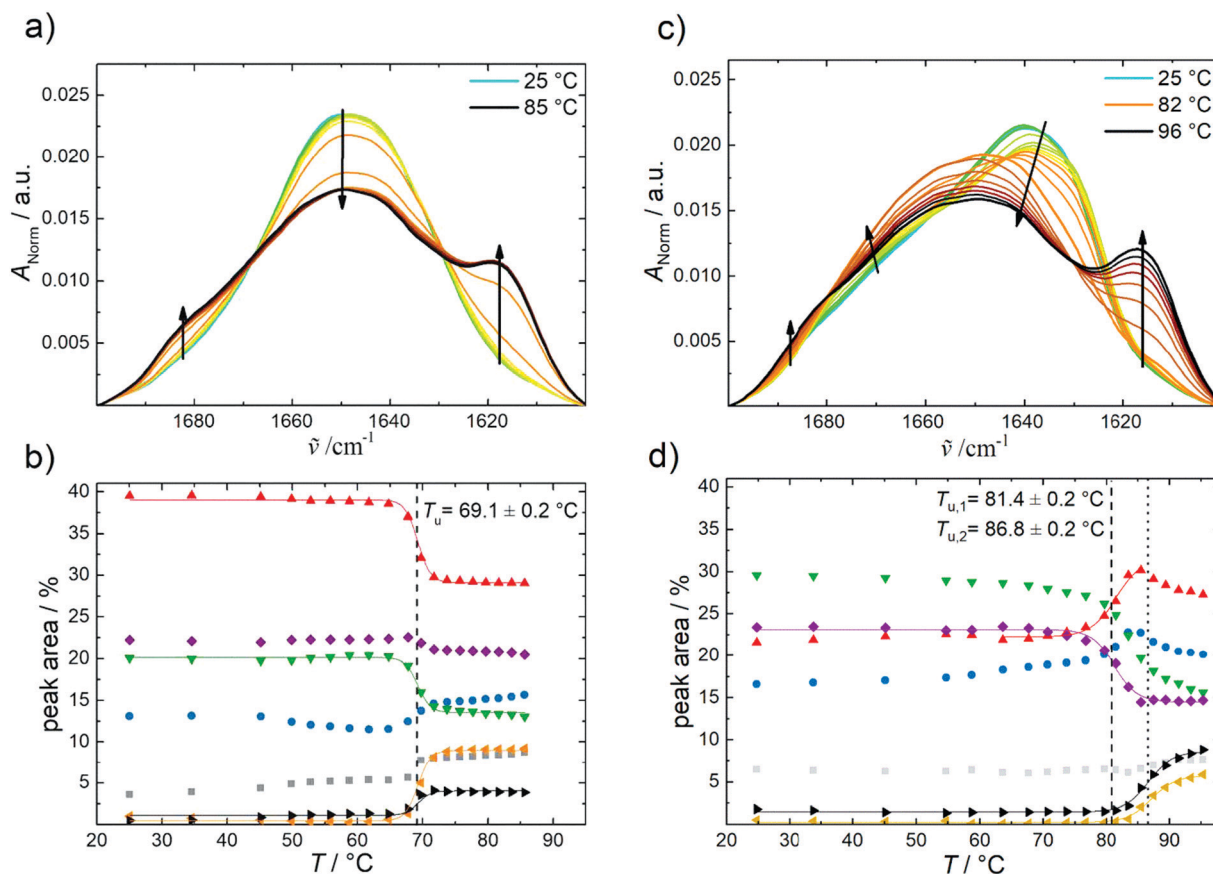 a)
25 °C
85 °C
A_Norm / a.u.
0.025
0.020
0.015
0.010
0.005
1680
1660
1640
1620
ṽ /cm⁻¹
c)
25 °C
82 °C
96 °C
A_Norm / a.u.
0.025
0.020
0.015
0.010
0.005
1680
1660
1640
1620
ṽ /cm⁻¹
b)
T_u = 69.1 ± 0.2 °C
peak area / %
40
35
30
25
20
15
10
5
20 30 40 50 60 70 80 90
T / °C
d)
T_u,1= 81.4 ± 0.2 °C
T_u,2= 86.8 ± 0.2 °C
peak area / %
40
35
30
25
20
15
10
5
20 30 40 50 60 70 80 90
T / °C